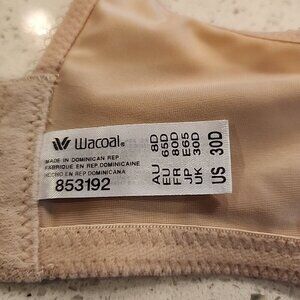 Wacoal®
MADE IN DOMINICAN REP
FABRIQUE EN REP. DOMINICAINE
HECHO EN REP. DOMINICANA
853192
AU 8D
EU 65D
FR 80D
JP E65
UK 30D
US 30D